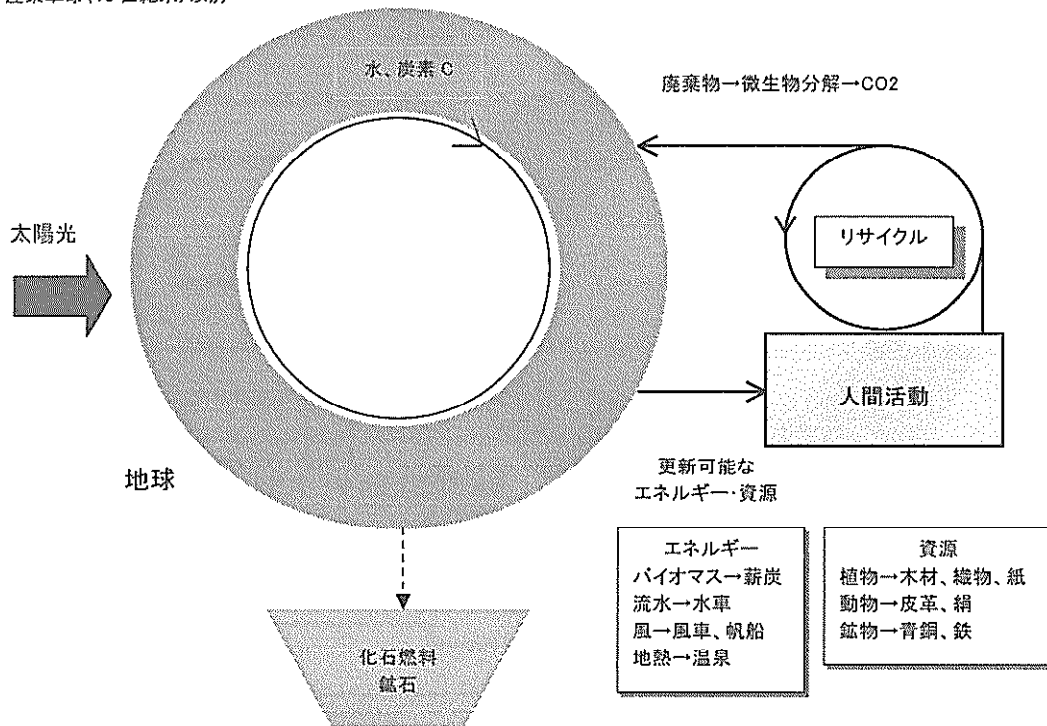 水、炭素 C
廃棄物→微生物分解→CO2
太陽光
リサイクル
人間活動
地球
更新可能な
エネルギー・資源
エネルギー
バイオマス→薪炭
流水→水車
風→風車、帆船
地熱→温泉
資源
植物→木材、織物、紙
動物→皮革、絹
鉱物→青銅、鉄
化石燃料
鉱石